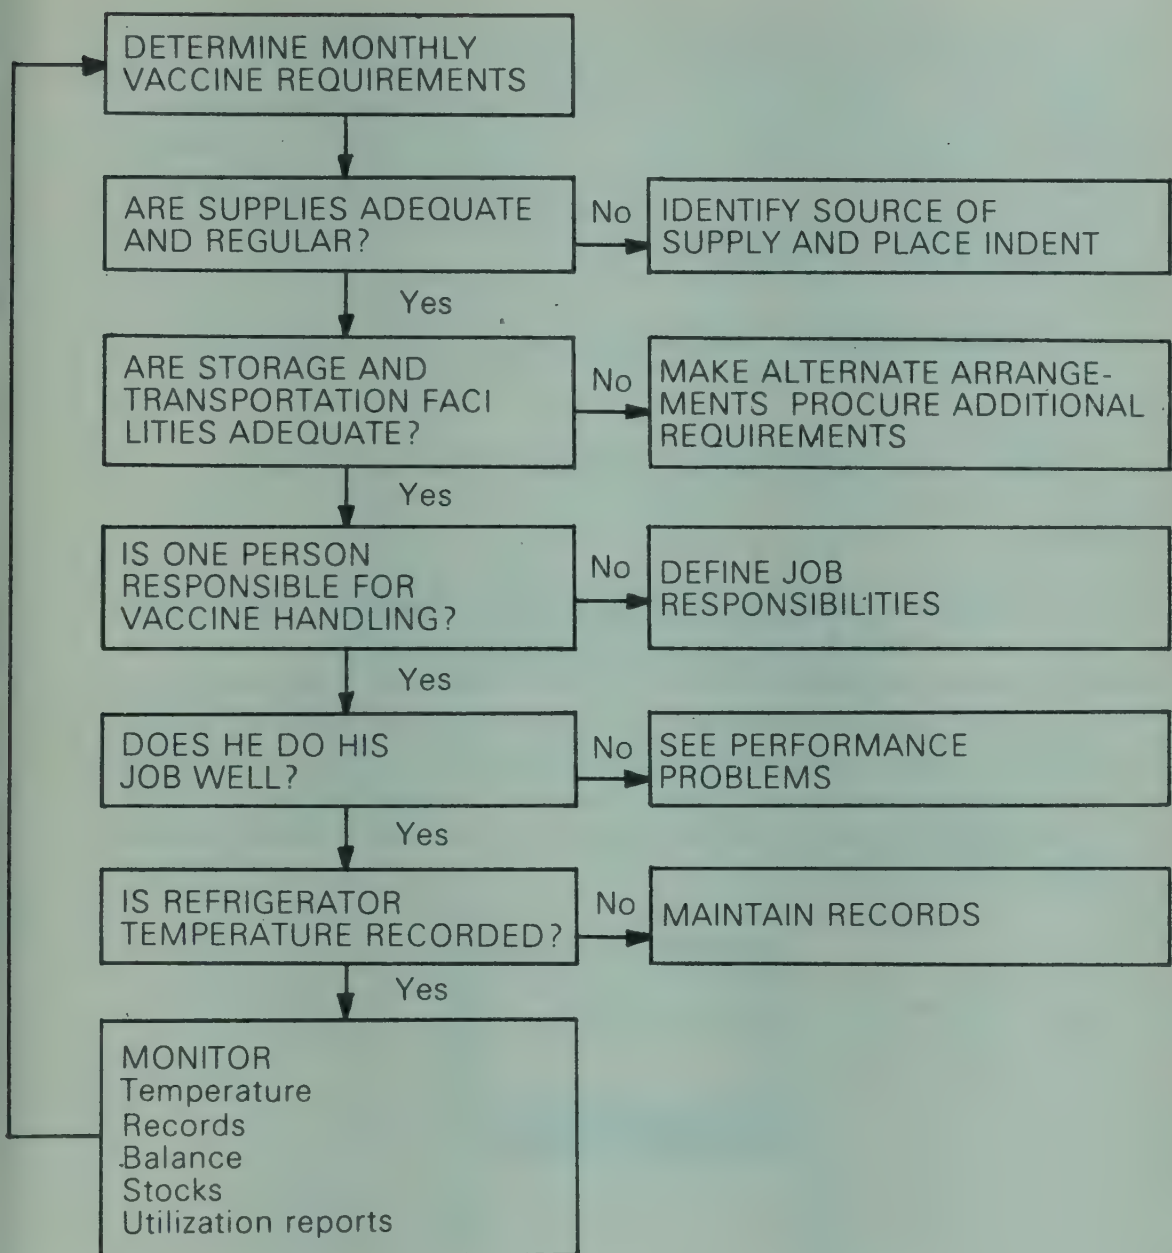 DETERMINE MONTHLY
VACCINE REQUIREMENTS
ARE SUPPLIES ADEQUATE
AND REGULAR?
No
IDENTIFY SOURCE OF
SUPPLY AND PLACE INDENT
Yes
ARE STORAGE AND
TRANSPORTATION FACI
LITIES ADEQUATE?
No
MAKE ALTERNATE ARRANGE-
MENTS PROCURE ADDITIONAL
REQUIREMENTS
Yes
IS ONE PERSON
RESPONSIBLE FOR
VACCINE HANDLING?
No
DEFINE JOB
RESPONSIBILITIES
Yes
DOES HE DO HIS
JOB WELL?
No
SEE PERFORMANCE
PROBLEMS
Yes
IS REFRIGERATOR
TEMPERATURE RECORDED?
No
MAINTAIN RECORDS
Yes
MONITOR
Temperature
Records
Balance
Stocks
Utilization reports